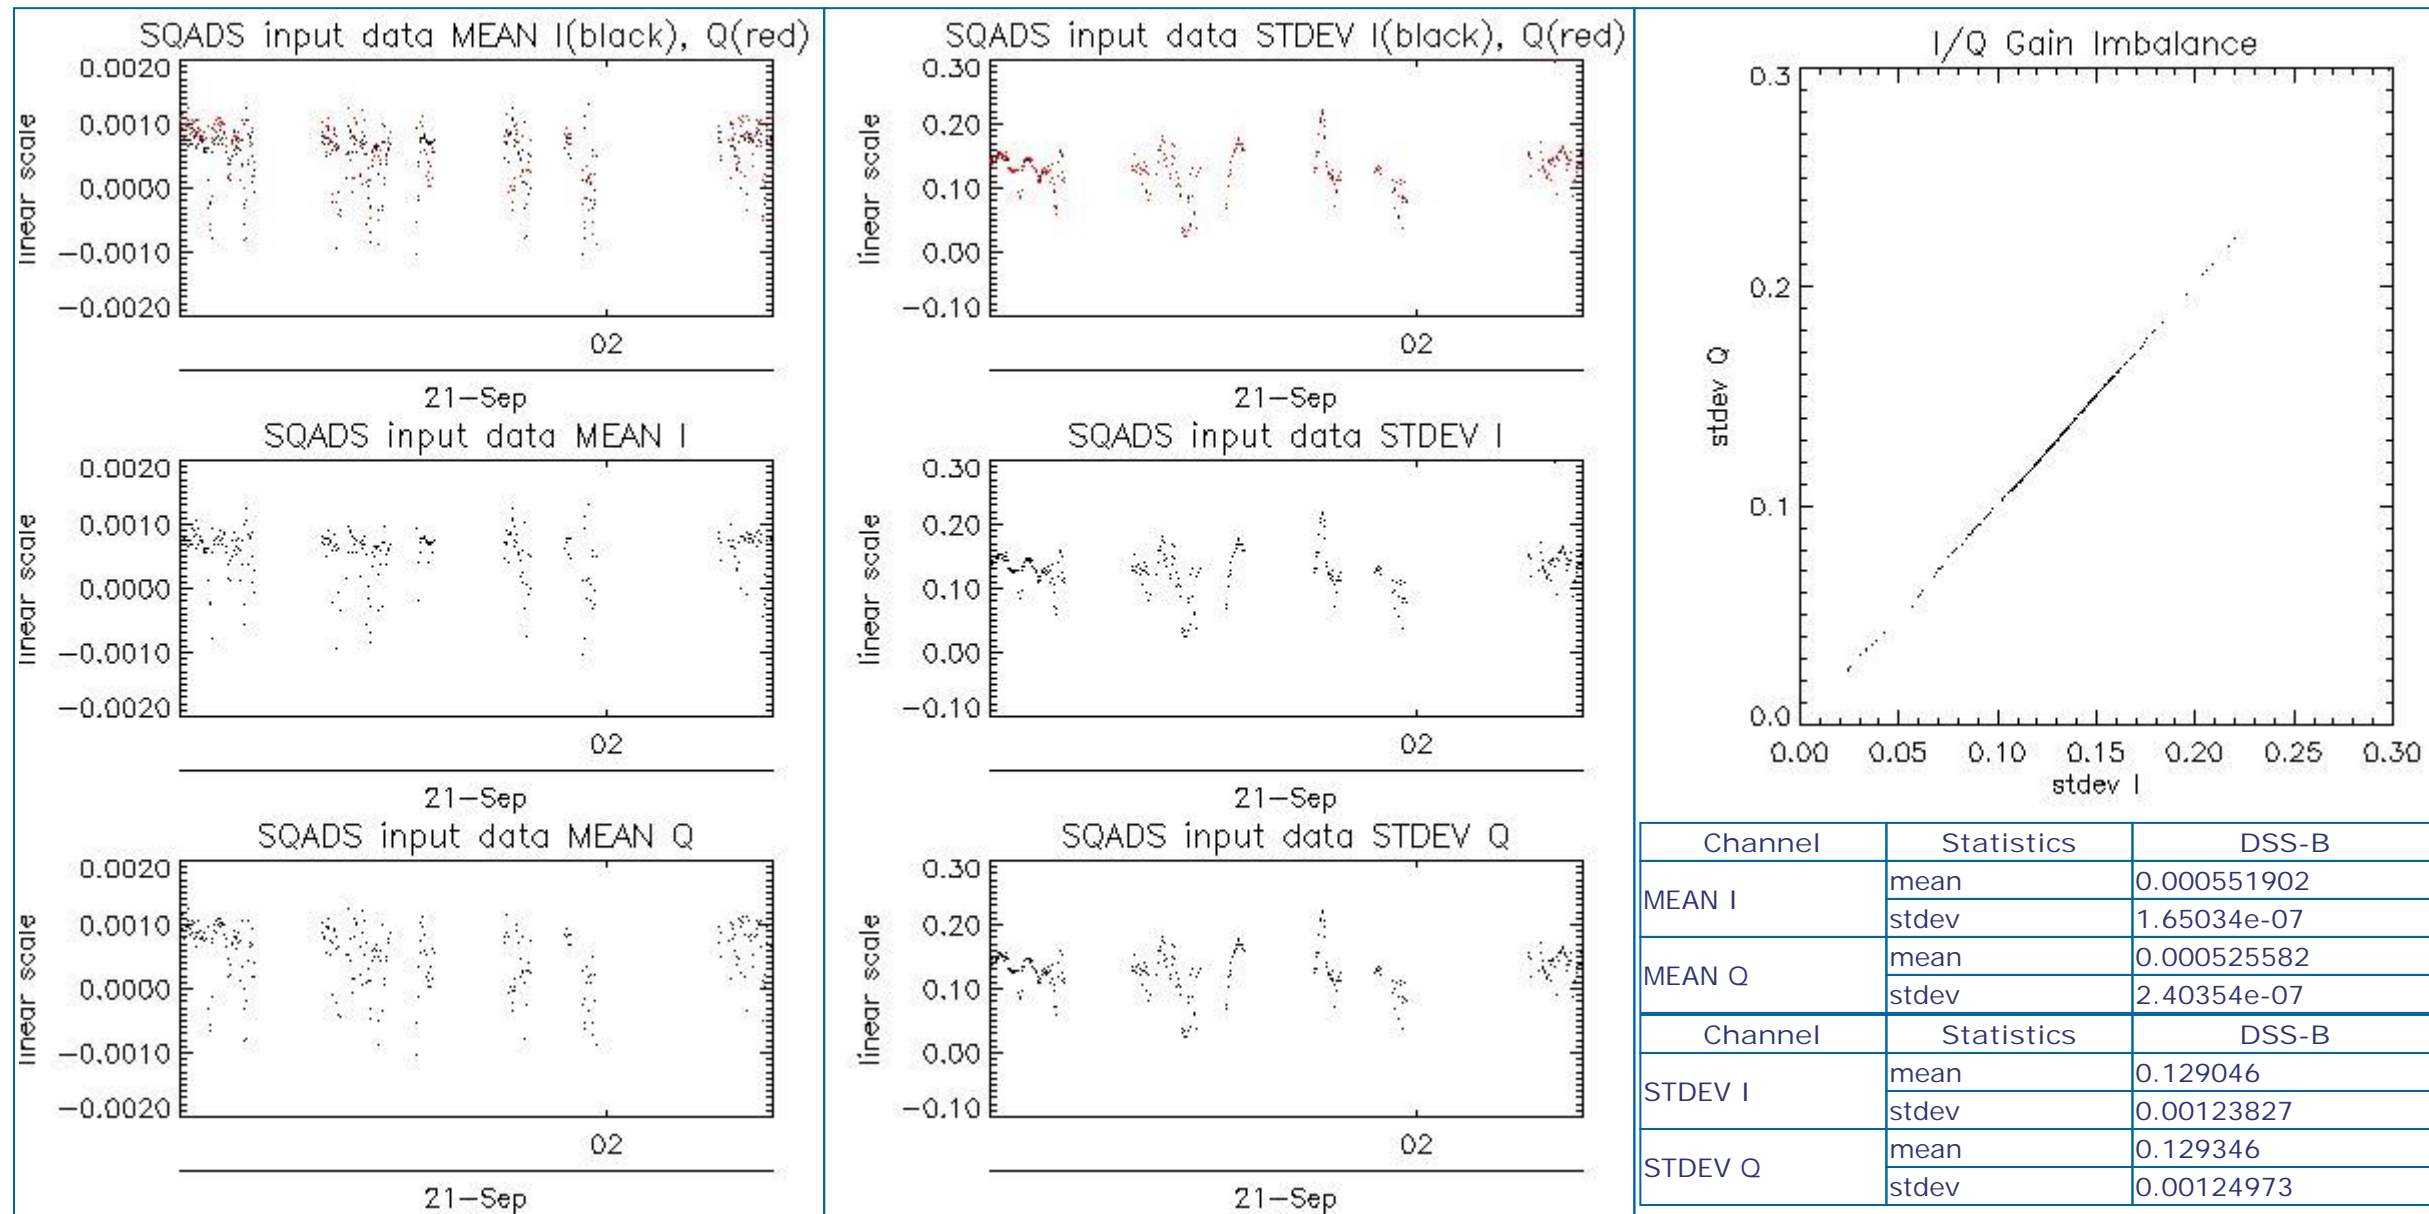 SQADS input data MEAN I(black), Q(red)
0.0020
0.0010
0.0000
−0.0010
−0.0020
linear scale
02
21−Sep
SQADS input data MEAN I
0.0020
0.0010
0.0000
−0.0010
−0.0020
linear scale
02
21−Sep
SQADS input data MEAN Q
0.0020
0.0010
0.0000
−0.0010
−0.0020
linear scale
02
21−Sep
SQADS input data STDEV I(black), Q(red)
0.30
0.20
0.10
0.00
−0.10
linear scale
02
21−Sep
SQADS input data STDEV I
0.30
0.20
0.10
0.00
−0.10
linear scale
02
21−Sep
SQADS input data STDEV Q
0.30
0.20
0.10
0.00
−0.10
linear scale
02
21−Sep
I/Q Gain Imbalance
0.3
0.2
0.1
0.0
stdev Q
0.00 0.05 0.10 0.15 0.20 0.25 0.30
stdev I
Channel Statistics DSS-B
MEAN I mean 0.000551902
stdev 1.65034e-07
MEAN Q mean 0.000525582
stdev 2.40354e-07
Channel Statistics DSS-B
STDEV I mean 0.129046
stdev 0.00123827
STDEV Q mean 0.129346
stdev 0.00124973